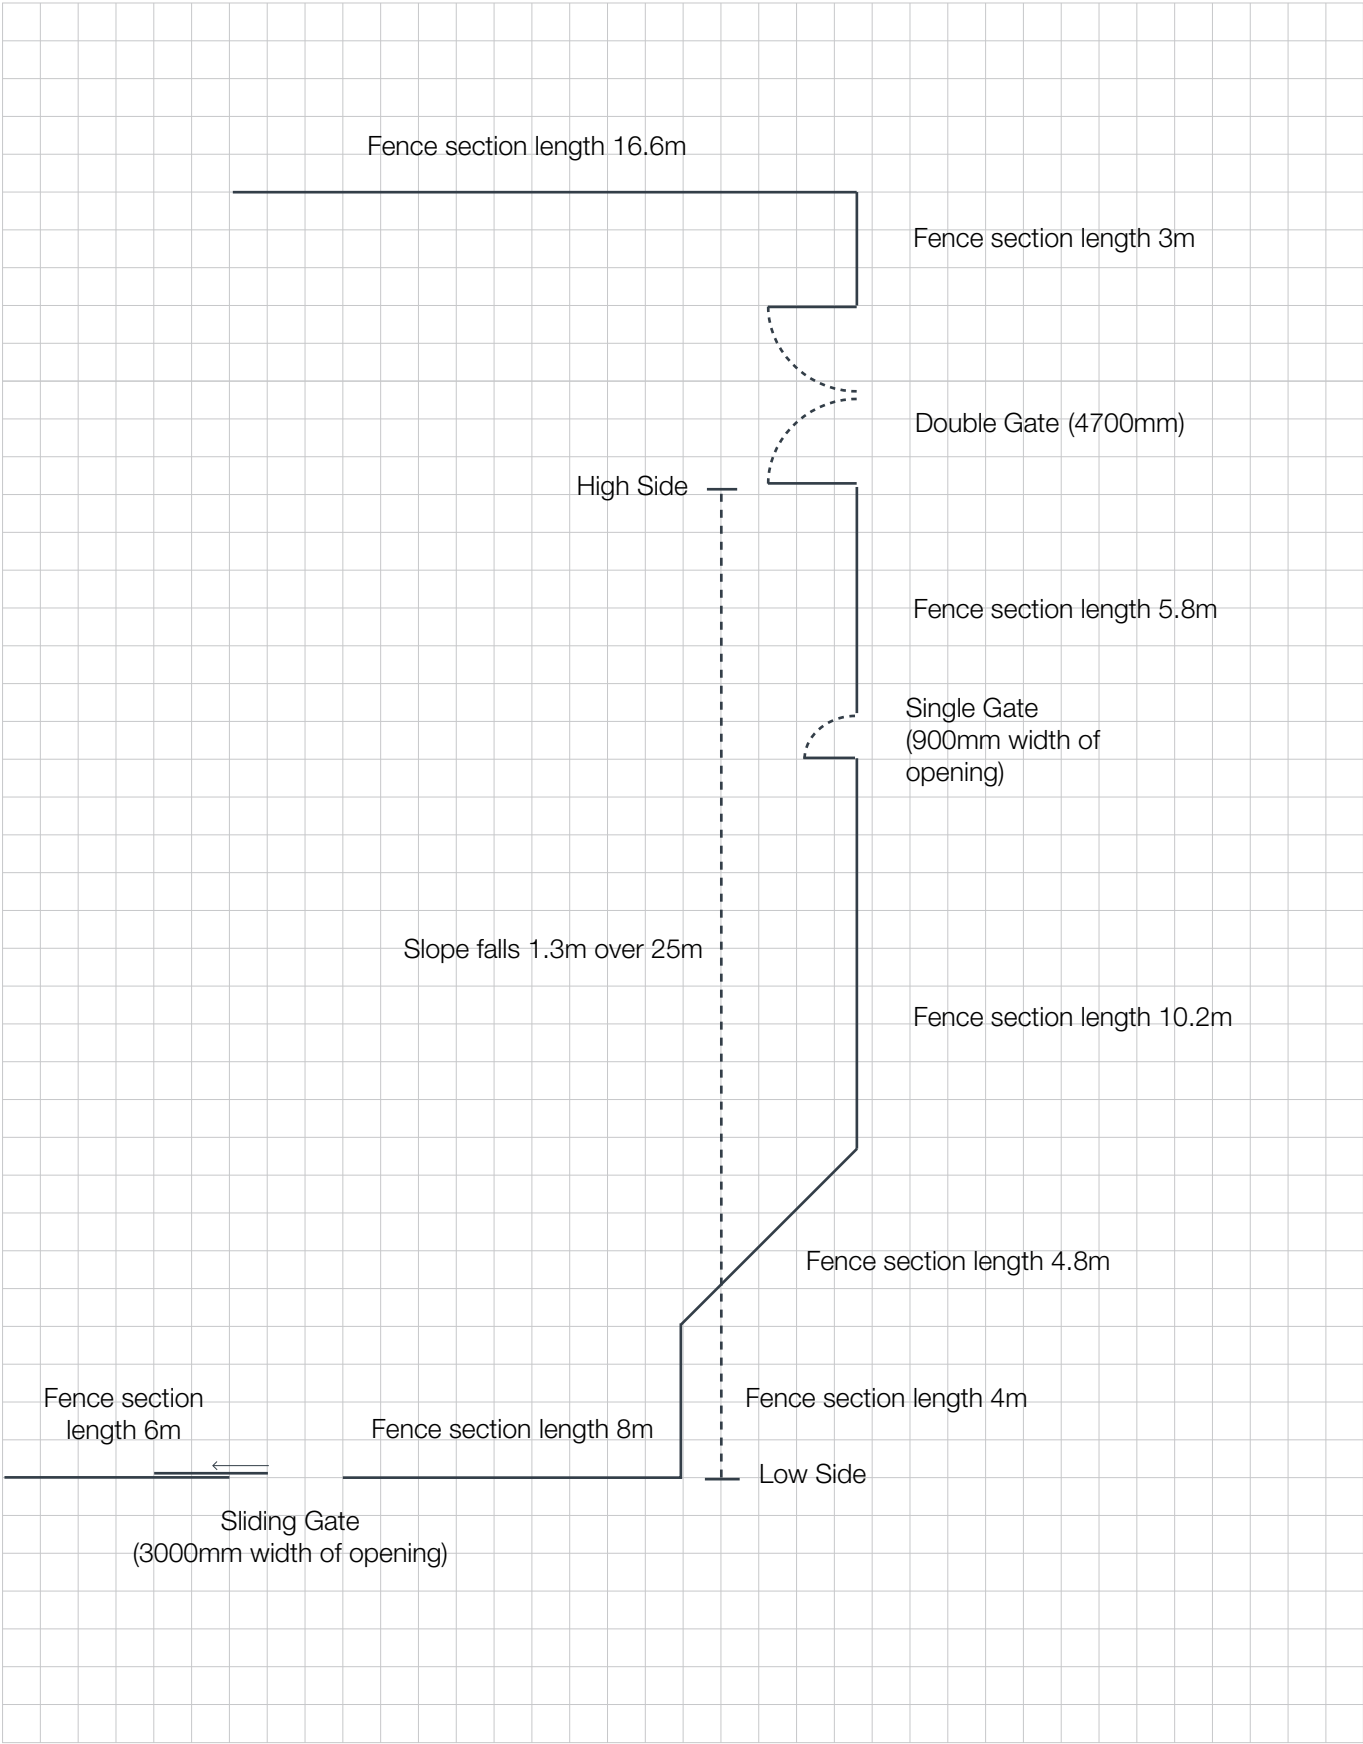 Fence section length 16.6m
Fence section length 3m
Double Gate (4700mm)
High Side
Fence section length 5.8m
Single Gate
(900mm width of
opening)
Slope falls 1.3m over 25m
Fence section length 10.2m
Fence section length 4.8m
Fence section
length 6m
Fence section length 8m
Fence section length 4m
Low Side
Sliding Gate
(3000mm width of opening)